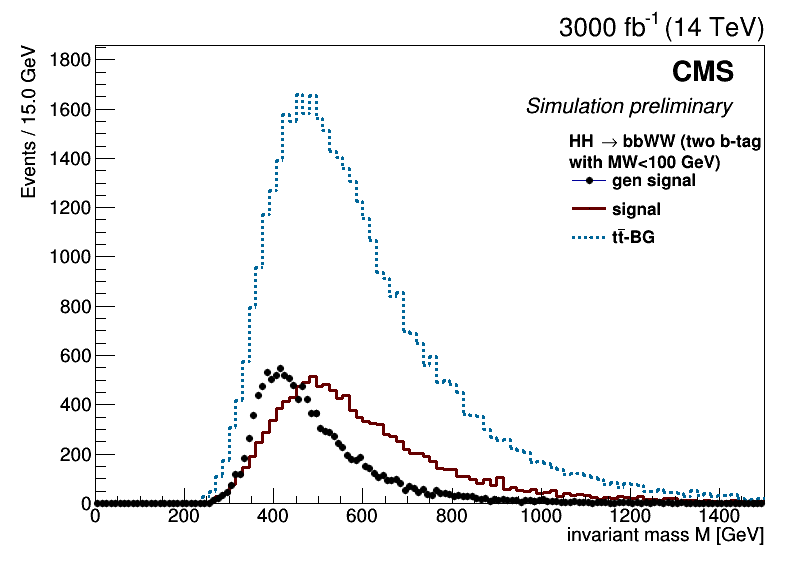 3000 fb⁻¹ (14 TeV)
CMS
Simulation preliminary
HH → bbWW (two b-tag
with MW<100 GeV)
gen signal
signal
tt̄-BG
Events / 15.0 GeV
1800
1600
1400
1200
1000
800
600
400
200
0
0 200 400 600 800 1000 1200 1400
invariant mass M [GeV]